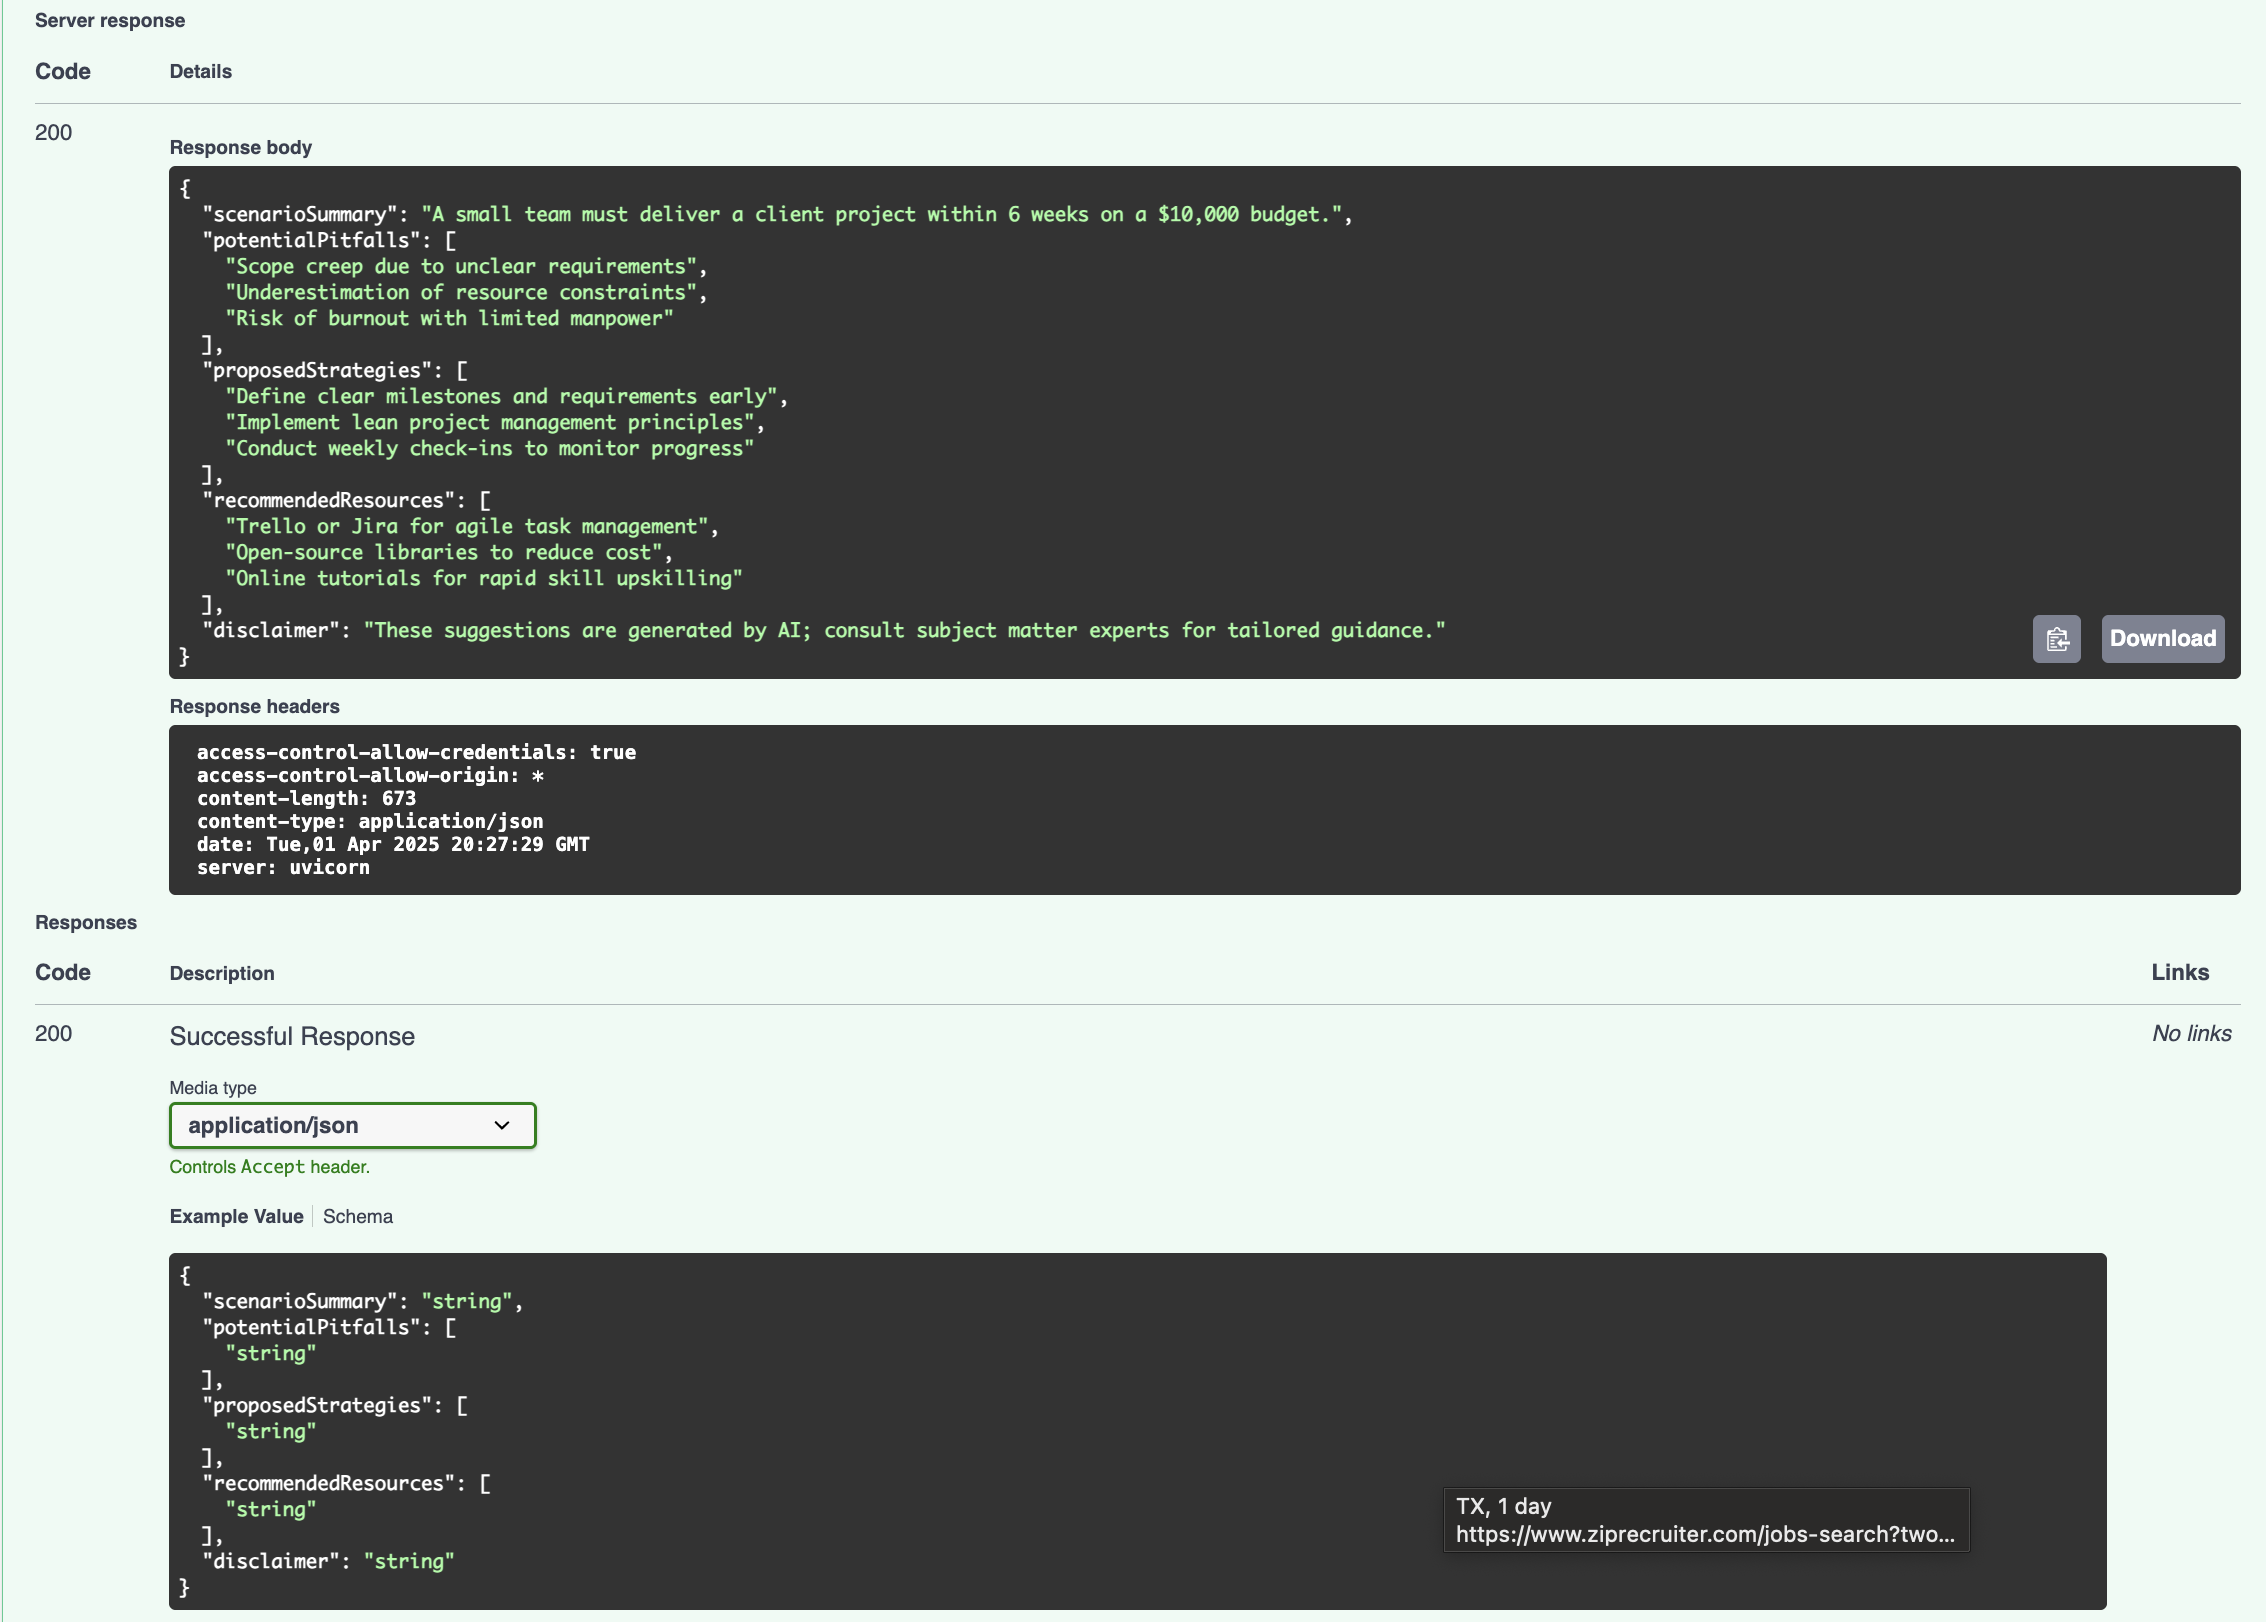 Server response
Code Details
200
Response body
{
  "scenarioSummary": "A small team must deliver a client project within 6 weeks on a $10,000 budget.",
  "potentialPitfalls": [
    "Scope creep due to unclear requirements",
    "Underestimation of resource constraints",
    "Risk of burnout with limited manpower"
  ],
  "proposedStrategies": [
    "Define clear milestones and requirements early",
    "Implement lean project management principles",
    "Conduct weekly check-ins to monitor progress"
  ],
  "recommendedResources": [
    "Trello or Jira for agile task management",
    "Open-source libraries to reduce cost",
    "Online tutorials for rapid skill upskilling"
  ],
  "disclaimer": "These suggestions are generated by AI; consult subject matter experts for tailored guidance."
}
Download
Response headers
access-control-allow-credentials: true
access-control-allow-origin: *
content-length: 673
content-type: application/json
date: Tue,01 Apr 2025 20:27:29 GMT
server: uvicorn
Responses
Code Description Links
200 Successful Response No links
Media type
application/json
Controls Accept header.
Example Value Schema
{
  "scenarioSummary": "string",
  "potentialPitfalls": [
    "string"
  ],
  "proposedStrategies": [
    "string"
  ],
  "recommendedResources": [
    "string"
  ],
  "disclaimer": "string"
}
TX, 1 day
https://www.ziprecruiter.com/jobs-search?two...